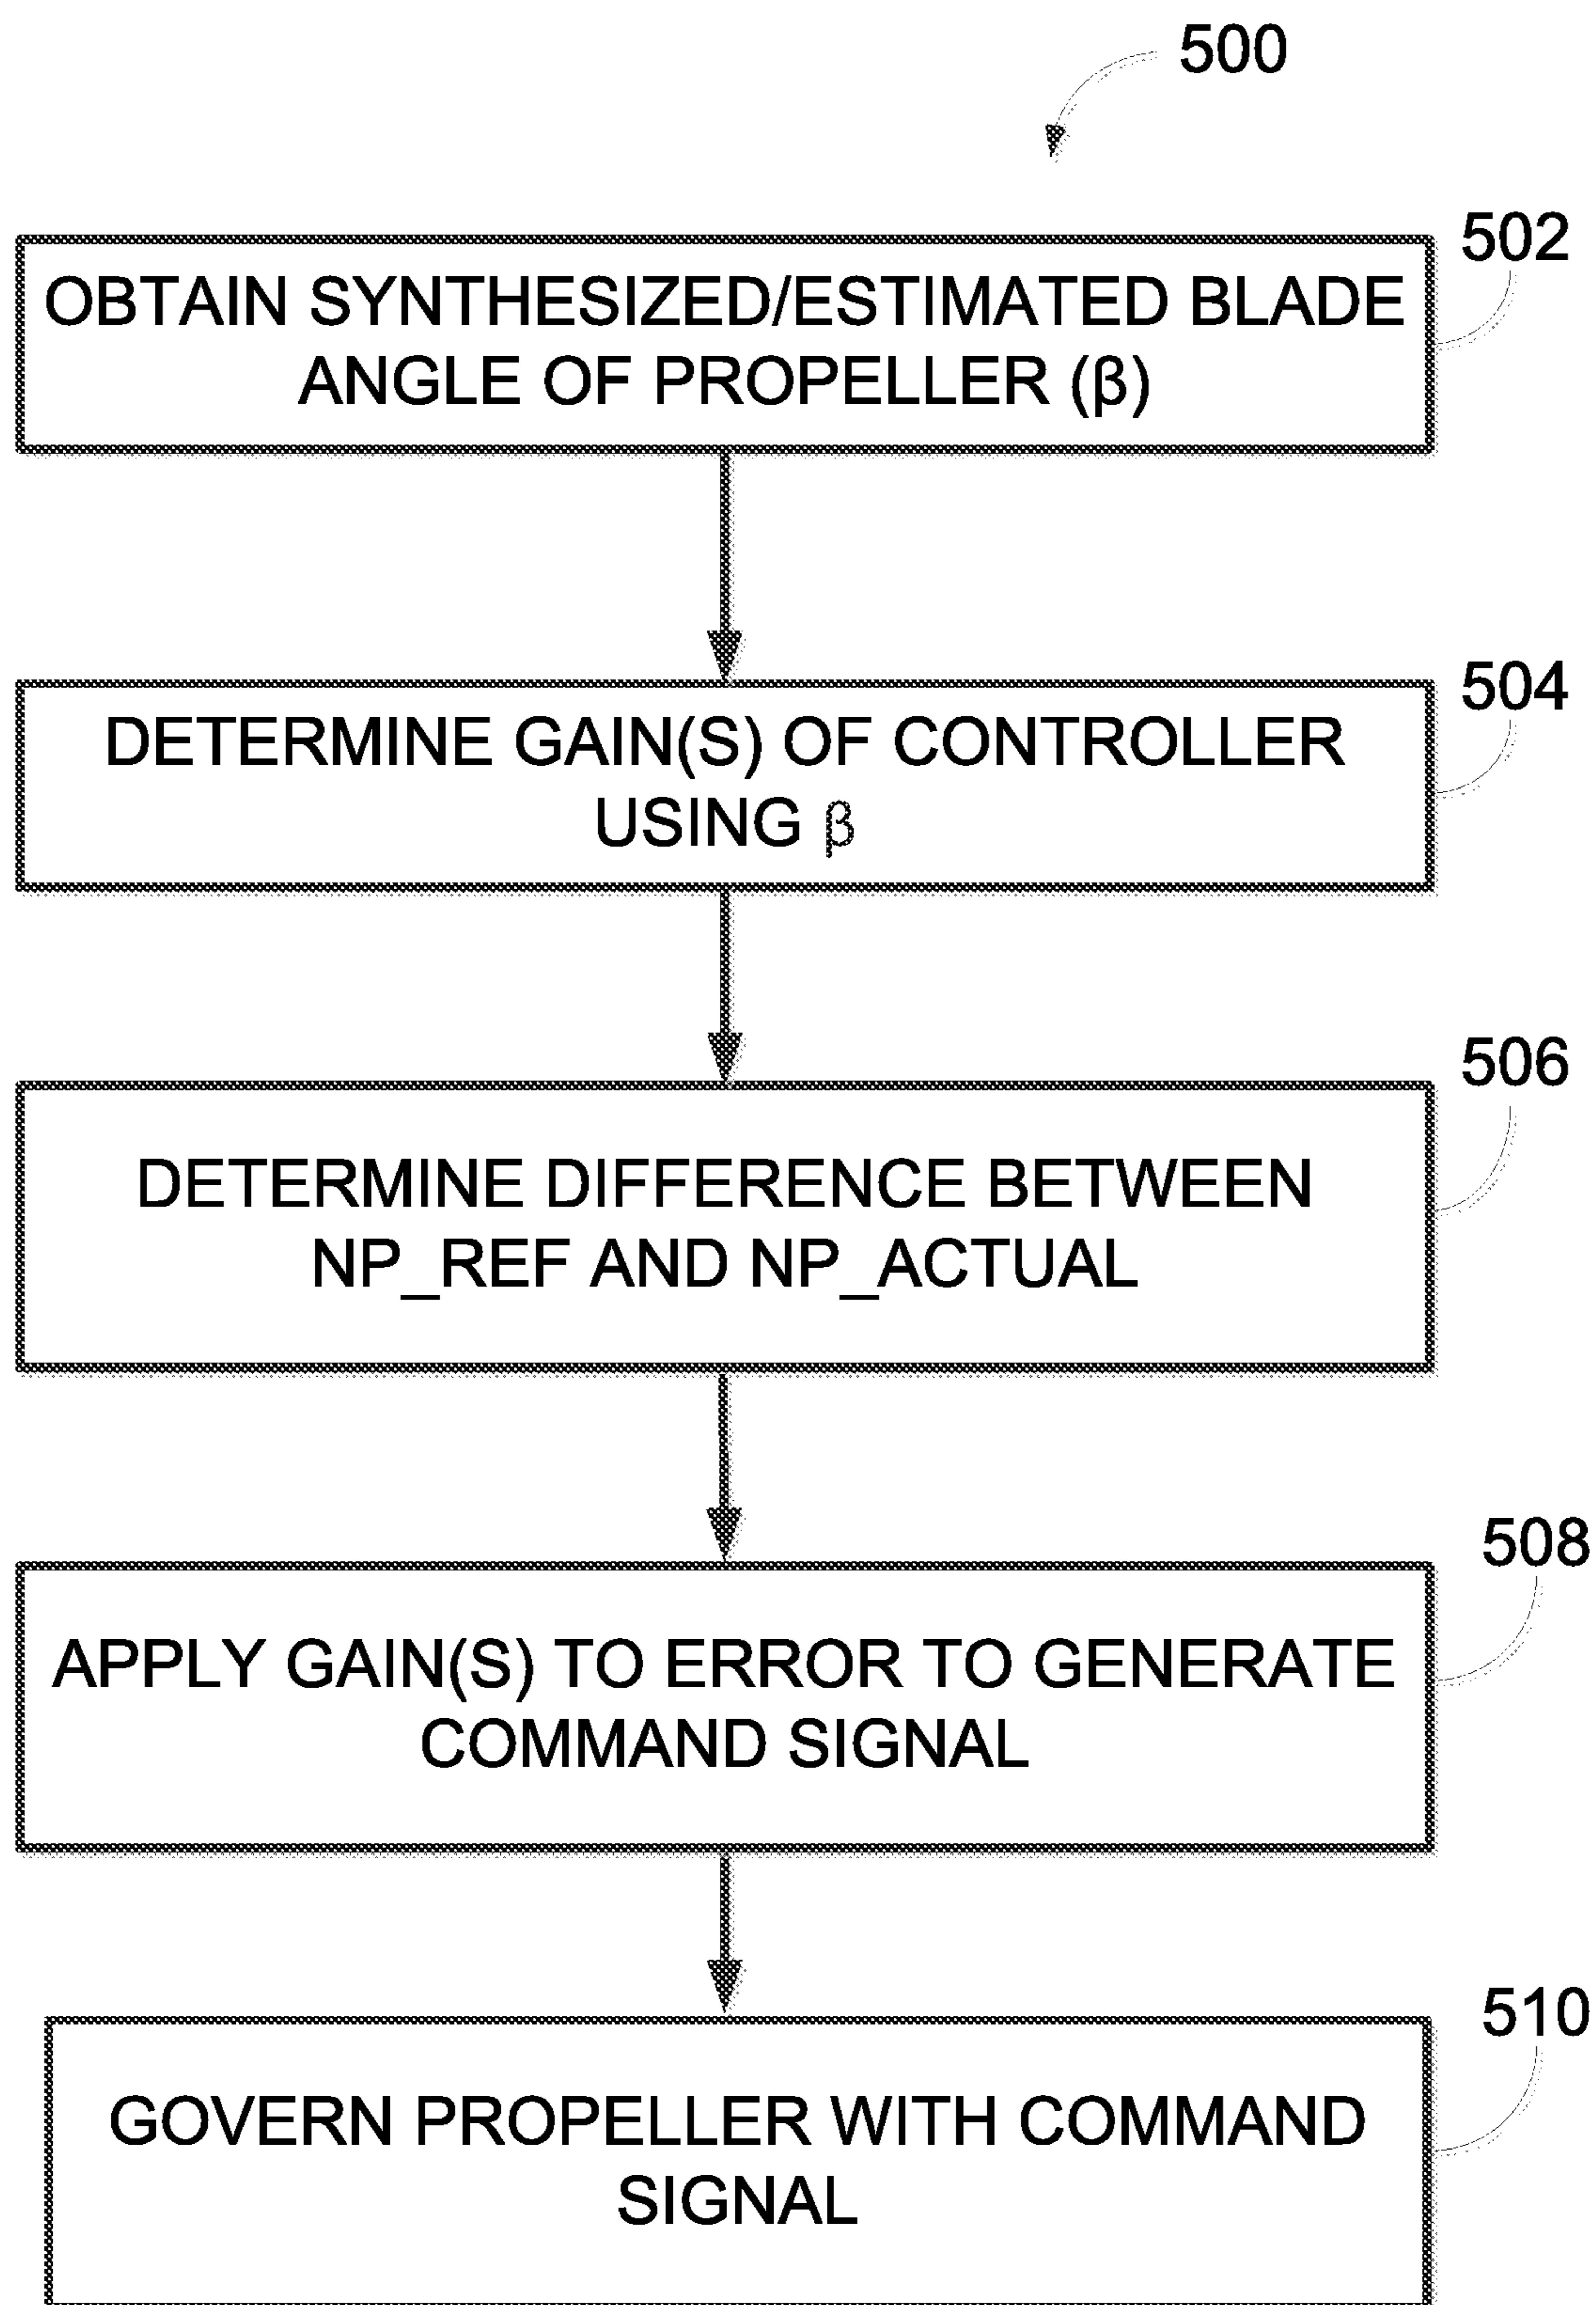 500
502
OBTAIN SYNTHESIZED/ESTIMATED BLADE
ANGLE OF PROPELLER (β)
504
DETERMINE GAIN(S) OF CONTROLLER
USING β
506
DETERMINE DIFFERENCE BETWEEN
NP_REF AND NP_ACTUAL
508
APPLY GAIN(S) TO ERROR TO GENERATE
COMMAND SIGNAL
510
GOVERN PROPELLER WITH COMMAND
SIGNAL